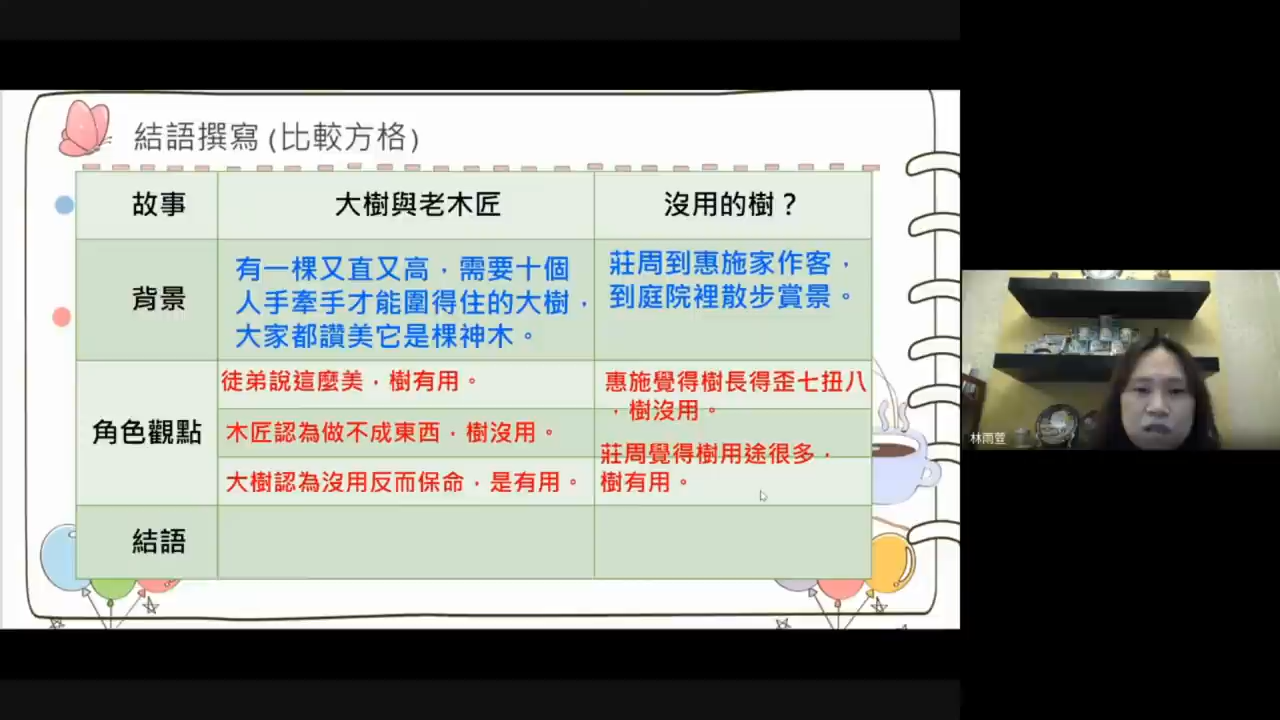 結語撰寫 (比較方格)
故事
大樹與老木匠
沒用的樹？
背景
有一棵又直又高，需要十個
人手牽手才能圍得住的大樹，
大家都讚美它是棵神木。
莊周到惠施家作客，
到庭院裡散步賞景。
角色觀點
徒弟說這麼美，樹有用。
木匠認為做不成東西，樹沒用。
大樹認為沒用反而保命，是有用。
惠施覺得樹長得歪七扭八
，樹沒用。
莊周覺得樹用途很多，
樹有用。
結語
林雨萱